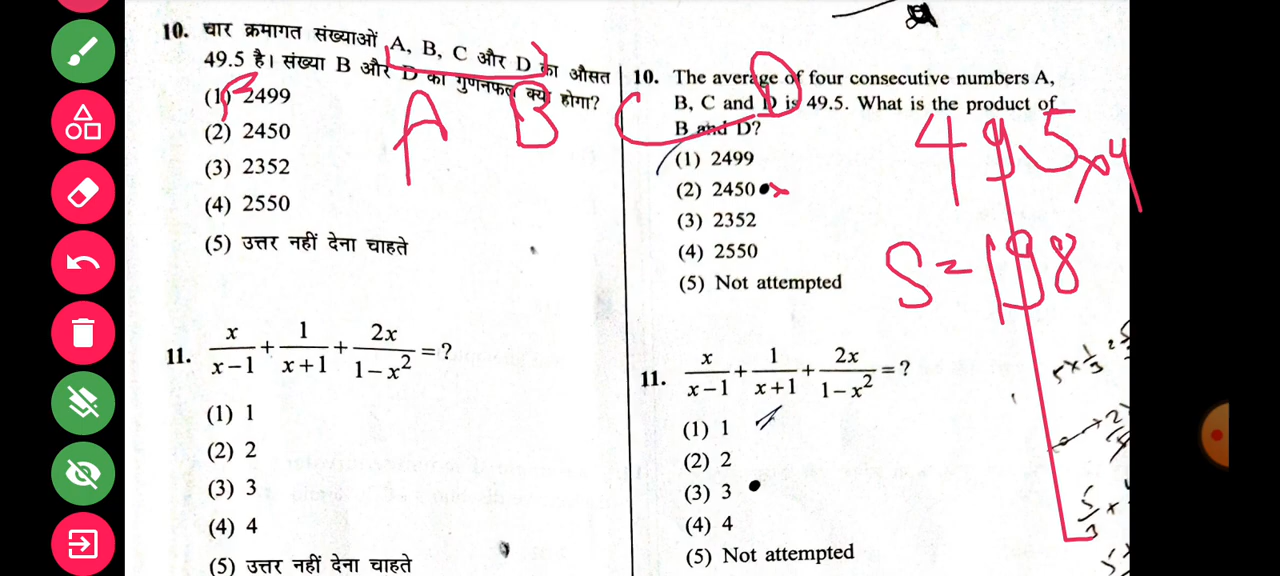 10. चार क्रमागत संख्याओं A, B, C और D का औसत
49.5 है। संख्या B और D का गुणनफल क्या होगा?
(1) 2499
(2) 2450
(3) 2352
(4) 2550
(5) उत्तर नहीं देना चाहते
A B C D
11. x/(x−1) + 1/(x+1) + 2x/(1−x²) = ?
(1) 1
(2) 2
(3) 3
(4) 4
(5) उत्तर नहीं देना चाहते
10. The average of four consecutive numbers A,
B, C and D is 49.5. What is the product of
B and D?
(1) 2499
(2) 2450
(3) 2352
(4) 2550
(5) Not attempted
495 × 4
S = 198
11. x/(x−1) + 1/(x+1) + 2x/(1−x²) = ?
(1) 1
(2) 2
(3) 3
(4) 4
(5) Not attempted